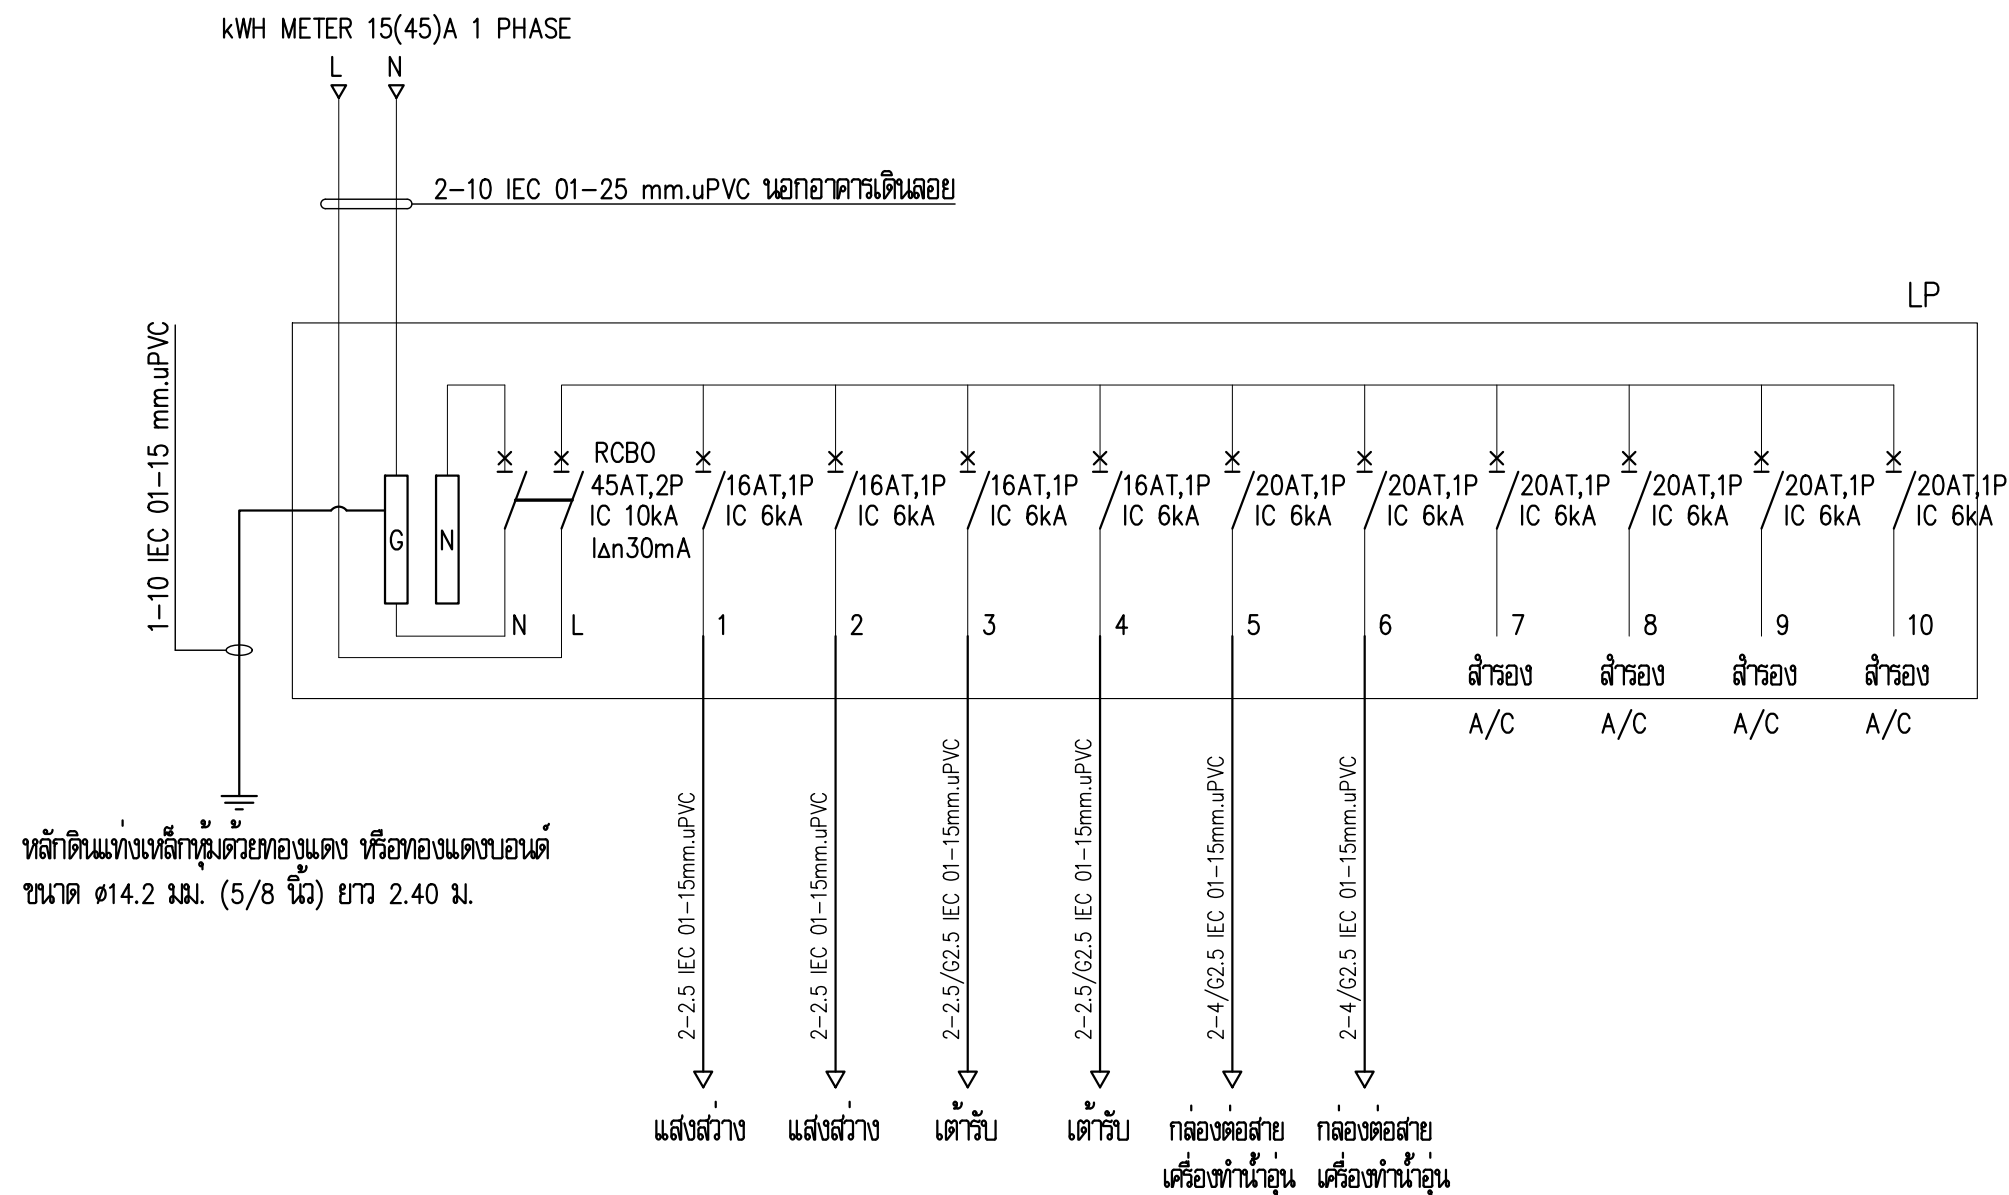 kWH METER 15(45)A 1 PHASE
L N
2-10 IEC 01-25 mm.uPVC นอกอาคารเดินลอย
LP
1-10 IEC 01-15 mm.uPVC
G
N
RCBO
45AT,2P
IC 10kA
IΔn30mA
16AT,1P
IC 6kA
16AT,1P
IC 6kA
16AT,1P
IC 6kA
16AT,1P
IC 6kA
20AT,1P
IC 6kA
20AT,1P
IC 6kA
20AT,1P
IC 6kA
20AT,1P
IC 6kA
20AT,1P
IC 6kA
20AT,1P
IC 6kA
N L 1 2 3 4 5 6 7 8 9 10
สำรอง สำรอง สำรอง สำรอง
A/C A/C A/C A/C
หลักดินแท่งเหล็กหุ้มด้วยทองแดง หรือทองแดงบอนด์
ขนาด ø14.2 มม. (5/8 นิ้ว) ยาว 2.40 ม.
2-2.5 IEC 01-15mm.uPVC
2-2.5 IEC 01-15mm.uPVC
2-2.5/G2.5 IEC 01-15mm.uPVC
2-2.5/G2.5 IEC 01-15mm.uPVC
2-4/G2.5 IEC 01-15mm.uPVC
2-4/G2.5 IEC 01-15mm.uPVC
แสงสว่าง
แสงสว่าง
เต้ารับ
เต้ารับ
กล่องต่อสาย
เครื่องทำน้ำอุ่น
กล่องต่อสาย
เครื่องทำน้ำอุ่น